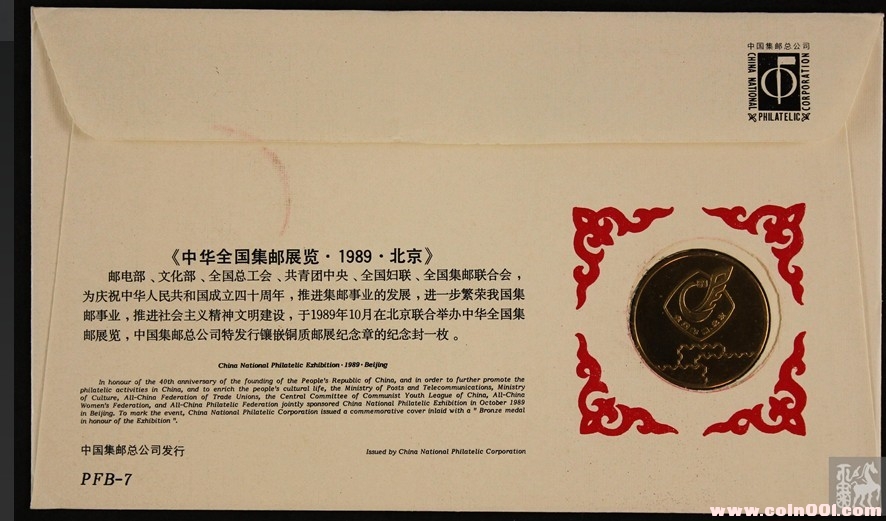 中国集邮总公司
CHINA NATIONAL
CORPORATION
PHILATELIC
《中华全国集邮展览·1989·北京》
邮电部、文化部、全国总工会、共青团中央、全国妇联、全国集邮联合会，
为庆祝中华人民共和国成立四十周年，推进集邮事业的发展，进一步繁荣我国集
邮事业，推进社会主义精神文明建设，于1989年10月在北京联合举办中华全国集
邮展览，中国集邮总公司特发行镶嵌铜质邮展纪念章的纪念封一枚。
China National Philatelic Exhibition·1989·Beijing
In honour of the 40th anniversary of the founding of the People's Republic of China, and in order to further promote the
philatelic activities in China, and to enrich the people's cultural life, the Ministry of Posts and Telecommunications, Ministry
of Culture, All-China Federation of Trade Unions, the Central Committee of Communist Youth League of China, All-China
Women's Federation, and All-China Philatelic Federation jointly sponsored China National Philatelic Exhibition in October 1989
in Beijing. To mark the event, China National Philatelic Corporation issued a commemorative cover inlaid with a " Bronze medal
in honour of the Exhibition ".
中国集邮总公司发行
Issued by China National Philatelic Corporation
PFB-7
www.coin001.com